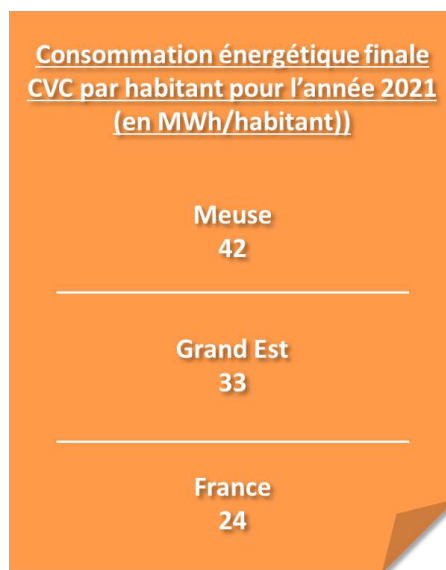 Consommation énergétique finale
CVC par habitant pour l’année 2021
(en MWh/habitant))
Meuse
42
Grand Est
33
France
24